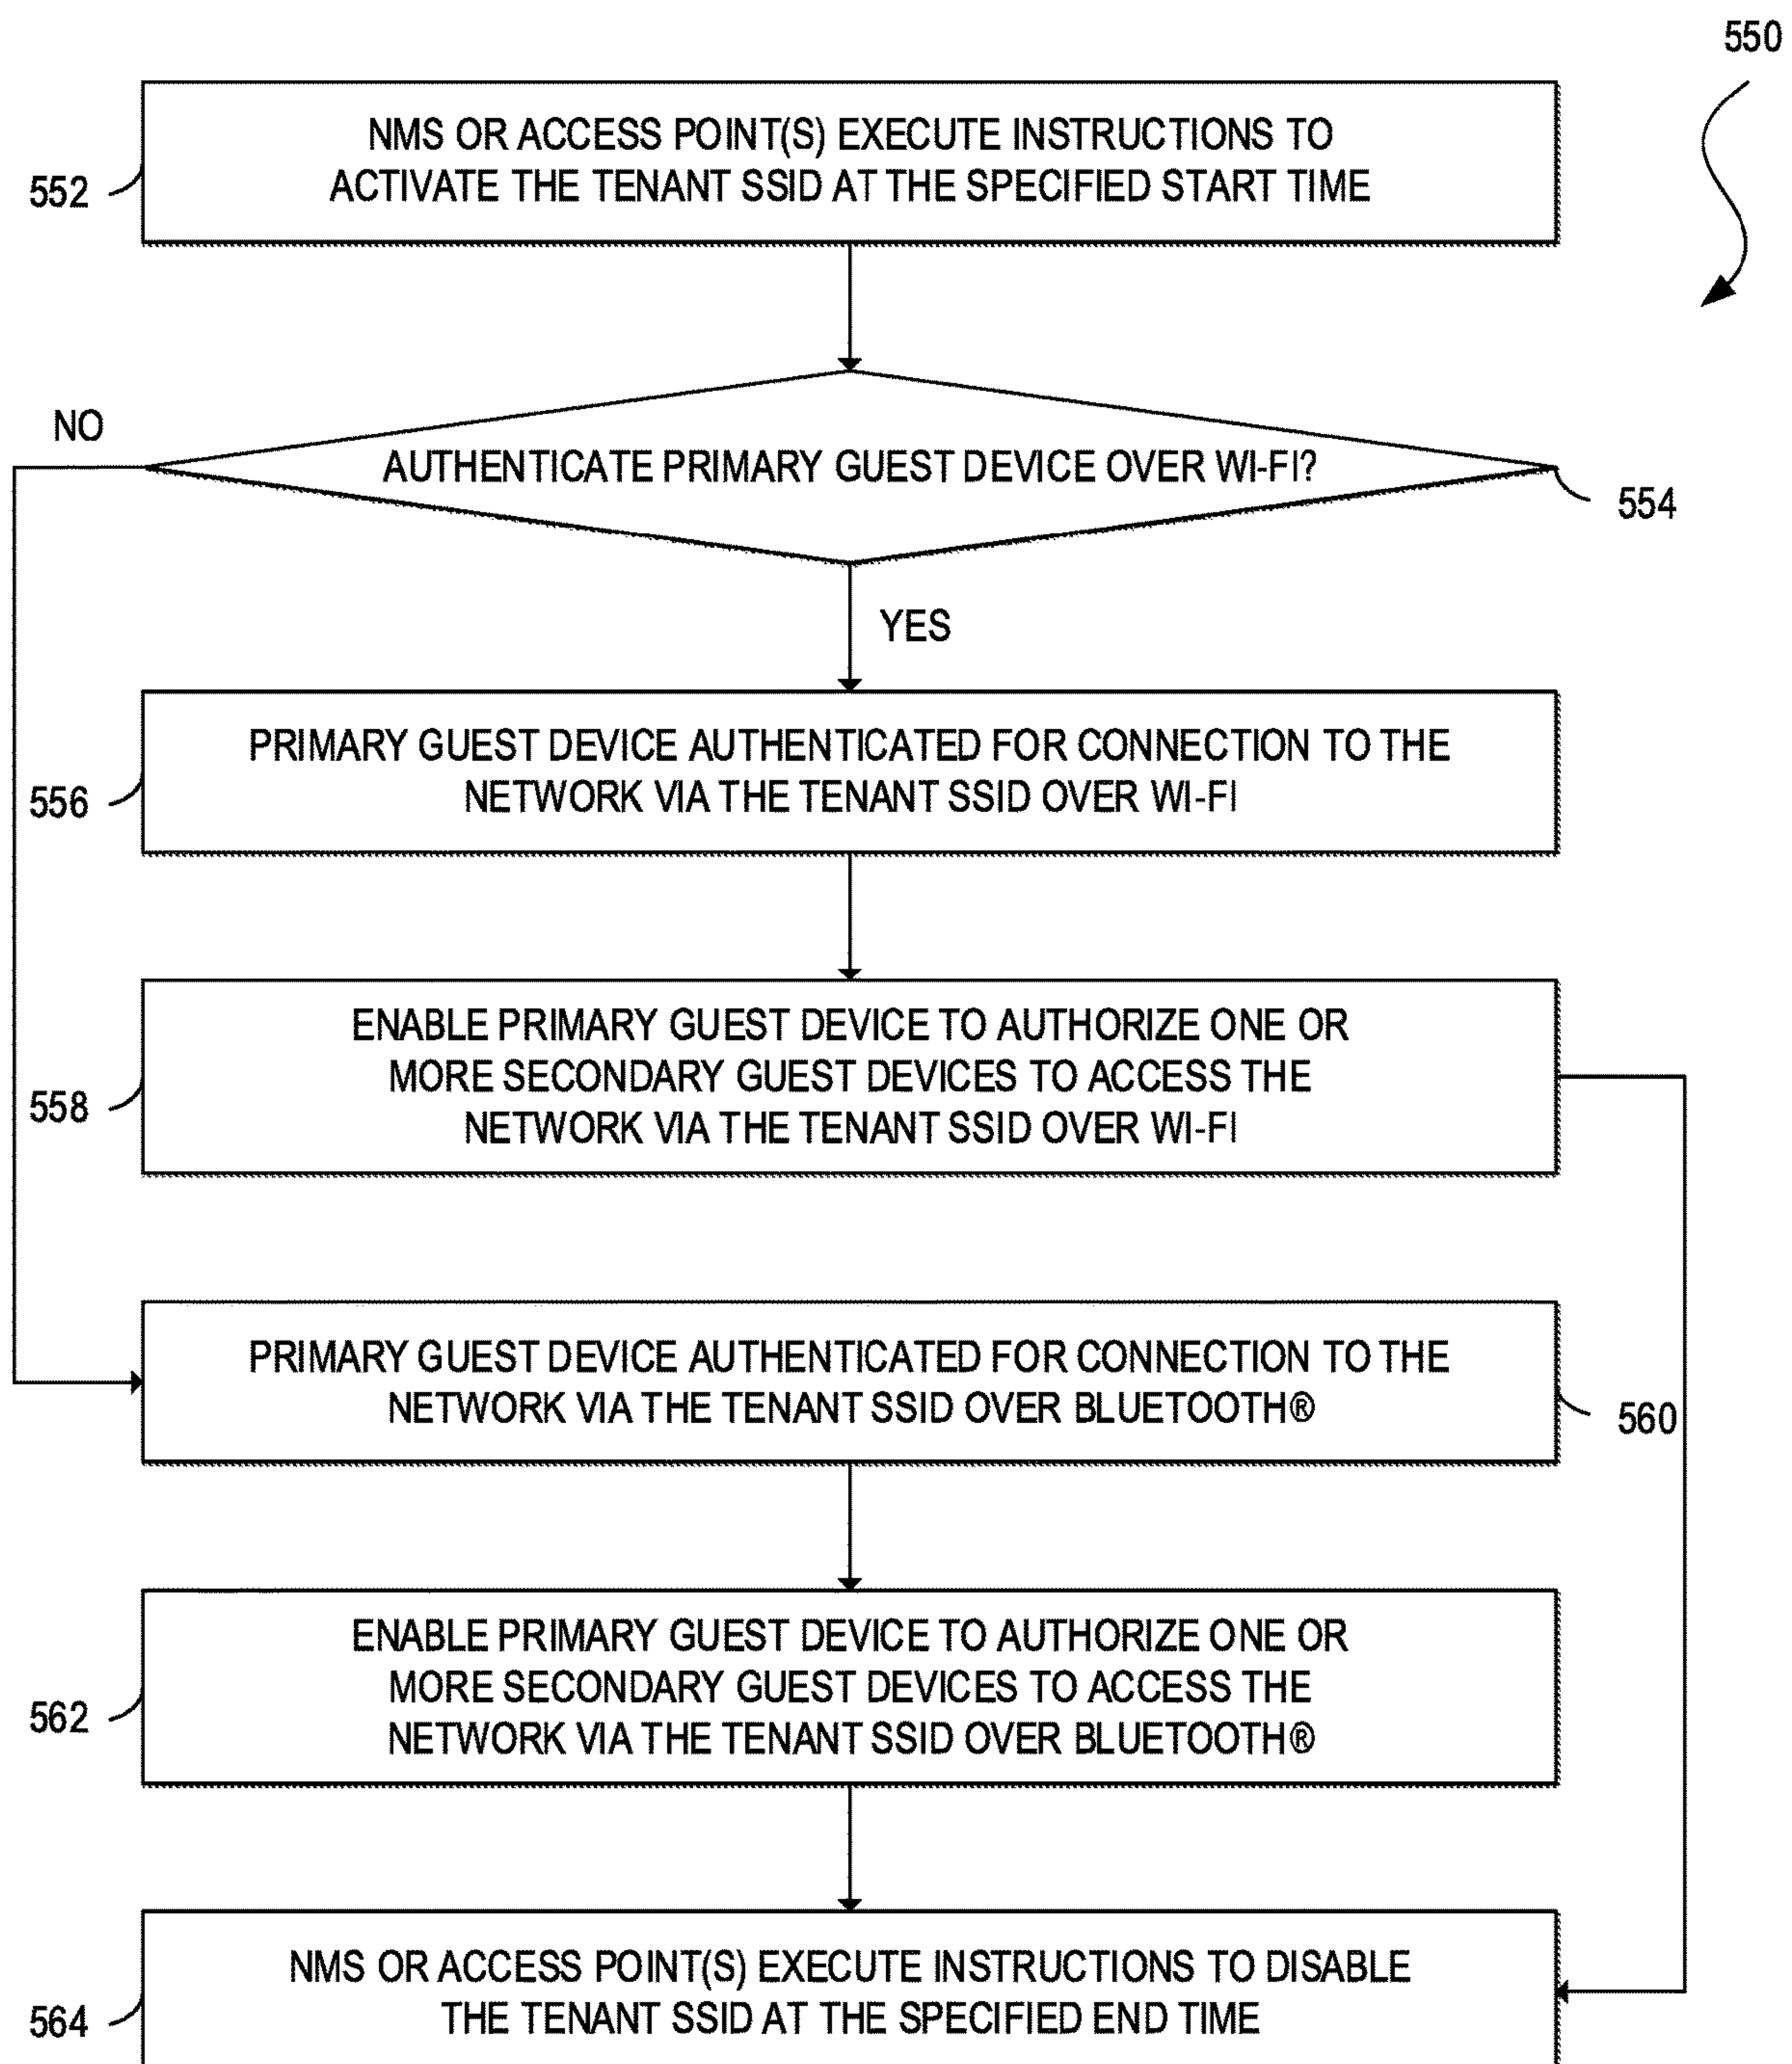 550
NMS OR ACCESS POINT(S) EXECUTE INSTRUCTIONS TO
ACTIVATE THE TENANT SSID AT THE SPECIFIED START TIME
552
NO
AUTHENTICATE PRIMARY GUEST DEVICE OVER WI-FI?
554
YES
PRIMARY GUEST DEVICE AUTHENTICATED FOR CONNECTION TO THE
NETWORK VIA THE TENANT SSID OVER WI-FI
556
ENABLE PRIMARY GUEST DEVICE TO AUTHORIZE ONE OR
MORE SECONDARY GUEST DEVICES TO ACCESS THE
NETWORK VIA THE TENANT SSID OVER WI-FI
558
PRIMARY GUEST DEVICE AUTHENTICATED FOR CONNECTION TO THE
NETWORK VIA THE TENANT SSID OVER BLUETOOTH®
560
ENABLE PRIMARY GUEST DEVICE TO AUTHORIZE ONE OR
MORE SECONDARY GUEST DEVICES TO ACCESS THE
NETWORK VIA THE TENANT SSID OVER BLUETOOTH®
562
NMS OR ACCESS POINT(S) EXECUTE INSTRUCTIONS TO DISABLE
THE TENANT SSID AT THE SPECIFIED END TIME
564